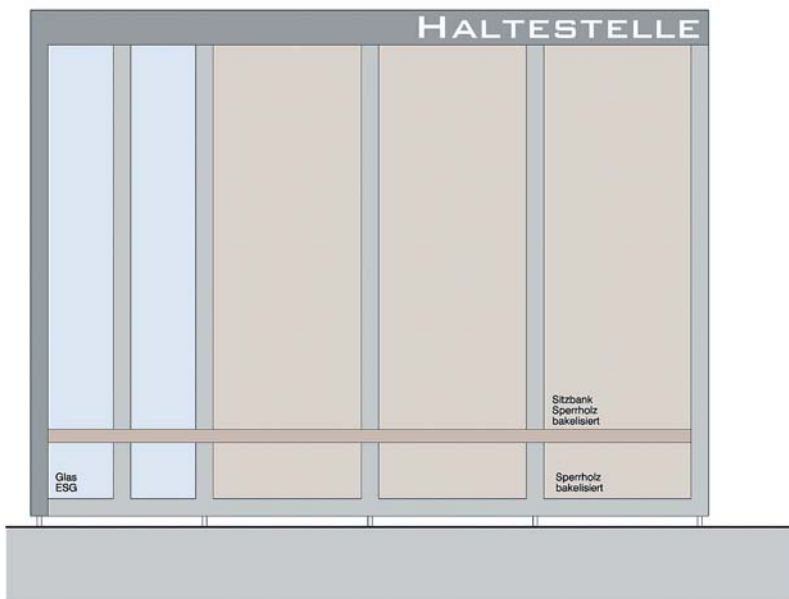 HALTESTELLE
Sitzbank
Sperrholz
bakelisiert
Glas
ESG
Sperrholz
bakelisiert